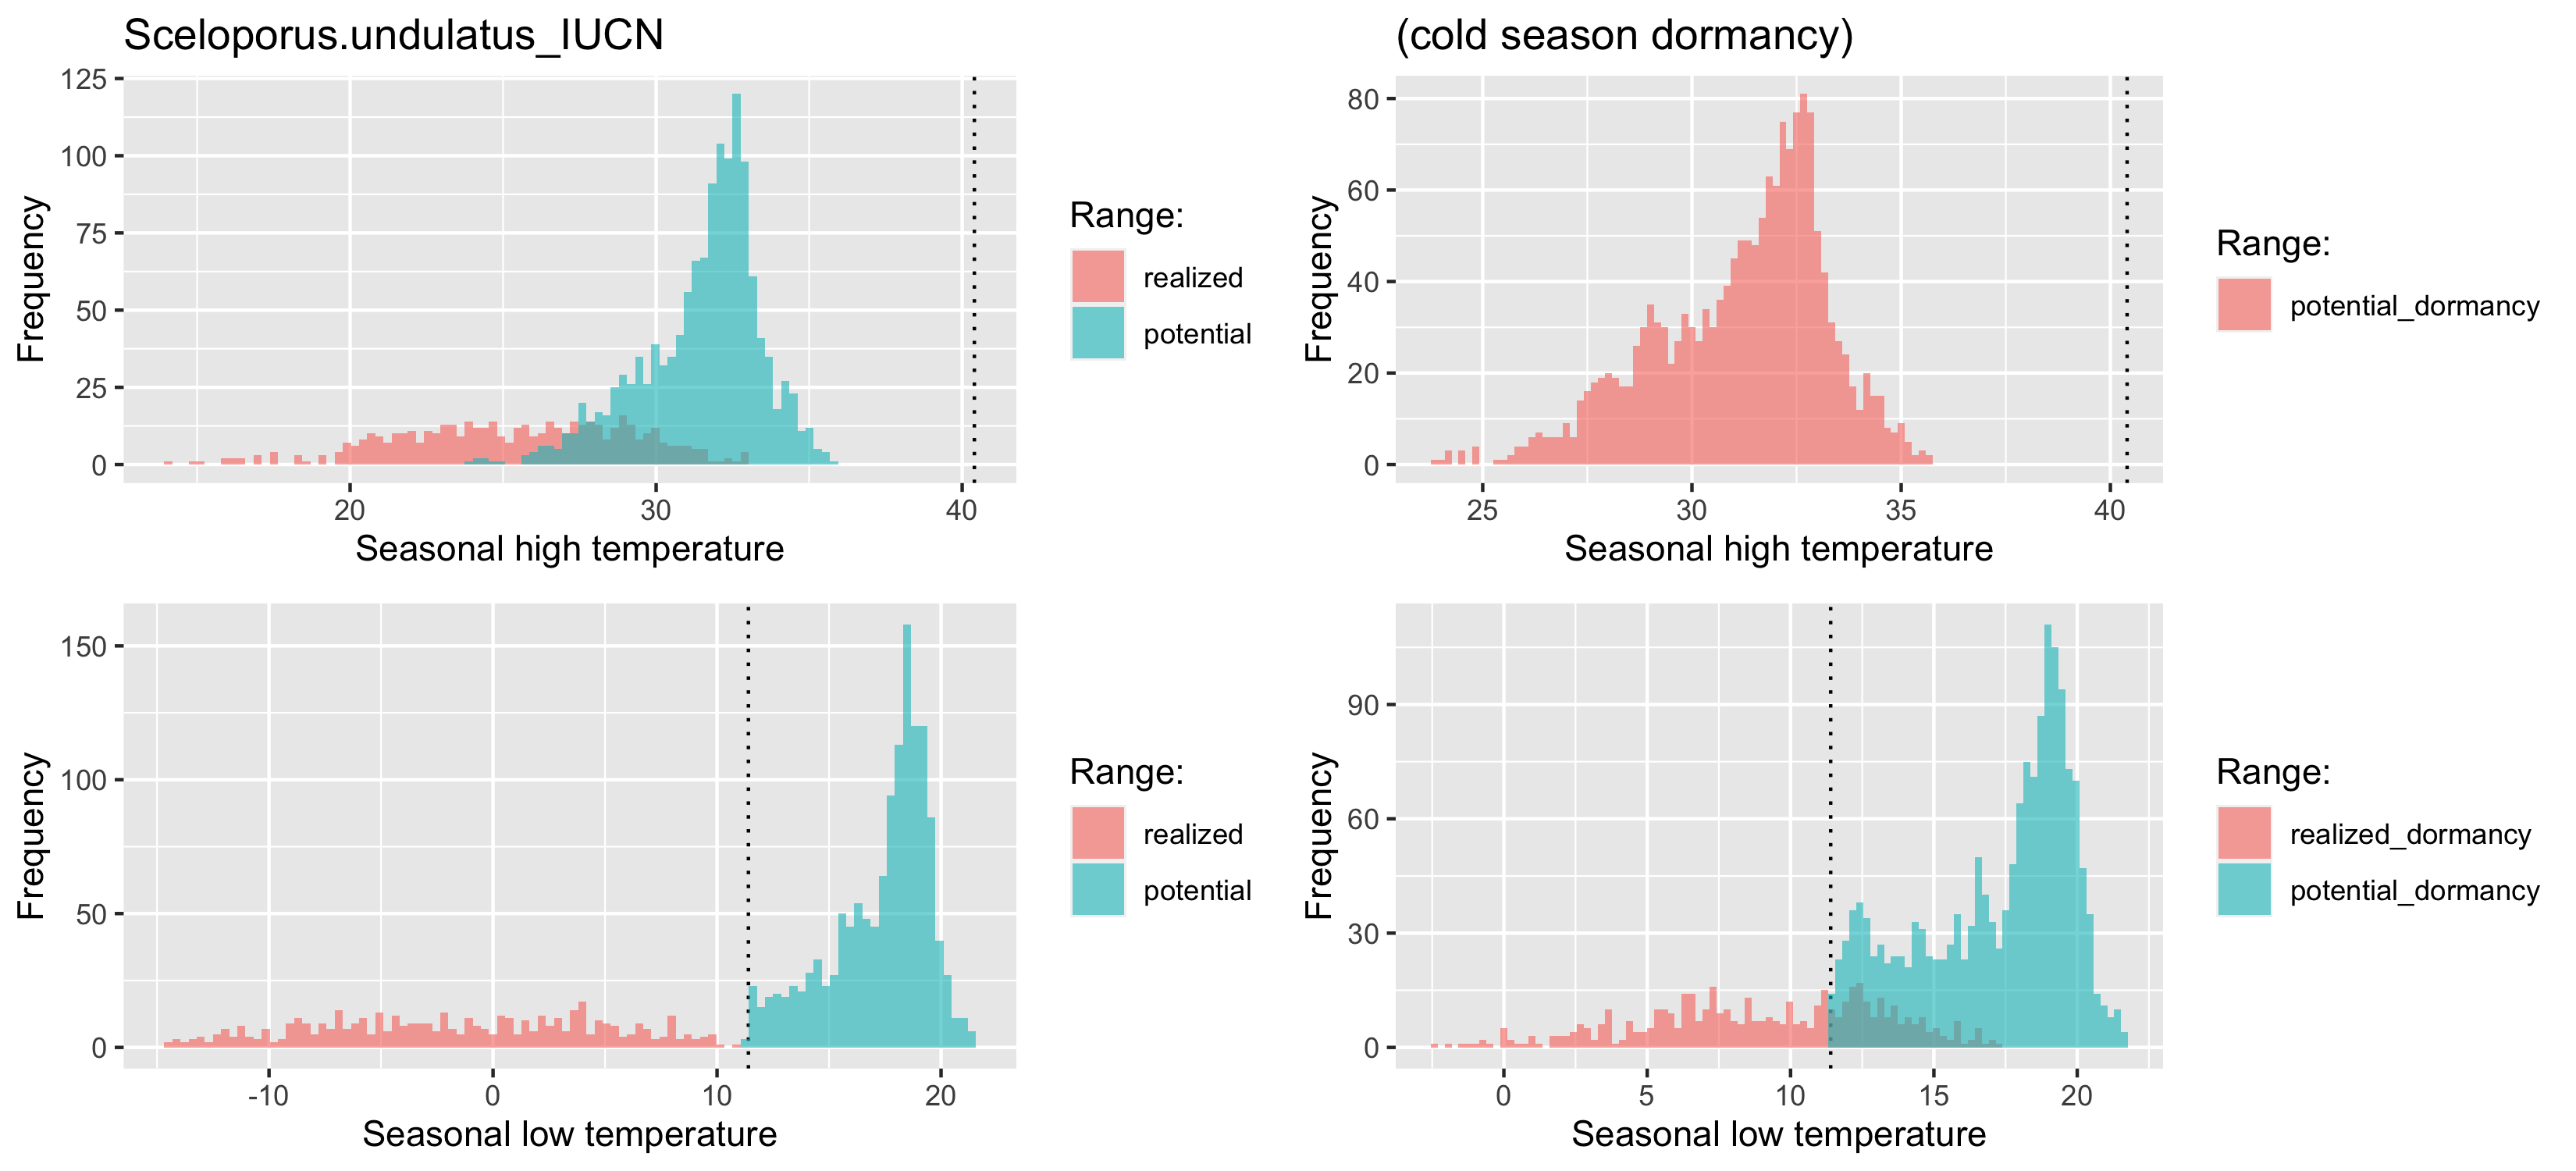 Sceloporus.undulatus_IUCN
125
100
75
50
25
0
Frequency
20 30 40
Seasonal high temperature
Range:
realized
potential
(cold season dormancy)
80
60
40
20
0
Frequency
25 30 35 40
Seasonal high temperature
Range:
potential_dormancy
150
100
50
0
Frequency
-10 0 10 20
Seasonal low temperature
Range:
realized
potential
90
60
30
0
Frequency
0 5 10 15 20
Seasonal low temperature
Range:
realized_dormancy
potential_dormancy